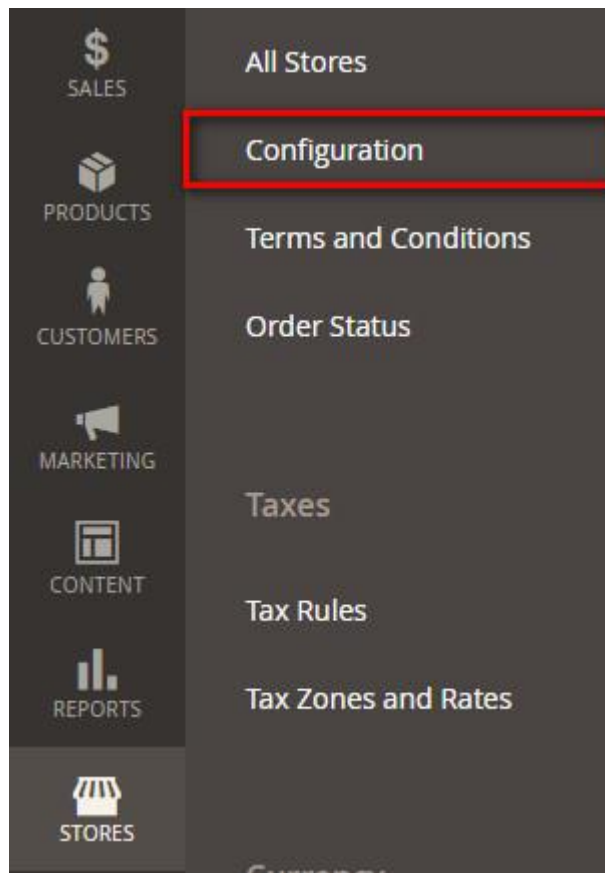 $
SALES
PRODUCTS
CUSTOMERS
MARKETING
CONTENT
REPORTS
STORES
All Stores
Configuration
Terms and Conditions
Order Status
Taxes
Tax Rules
Tax Zones and Rates
Currency